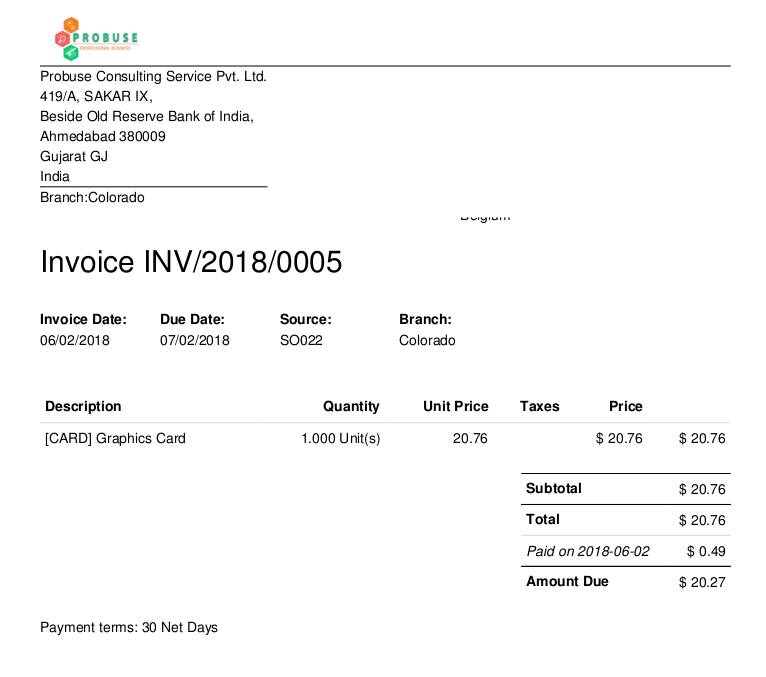 PROBUSE
PROFESSIONAL BUSINESS
Probuse Consulting Service Pvt. Ltd.
419/A, SAKAR IX,
Beside Old Reserve Bank of India,
Ahmedabad 380009
Gujarat GJ
India
Branch:Colorado
Belgium
Invoice INV/2018/0005
Invoice Date: Due Date: Source: Branch:
06/02/2018 07/02/2018 SO022 Colorado
Description Quantity Unit Price Taxes Price
[CARD] Graphics Card 1.000 Unit(s) 20.76 $ 20.76 $ 20.76
Subtotal $ 20.76
Total $ 20.76
Paid on 2018-06-02 $ 0.49
Amount Due $ 20.27
Payment terms: 30 Net Days